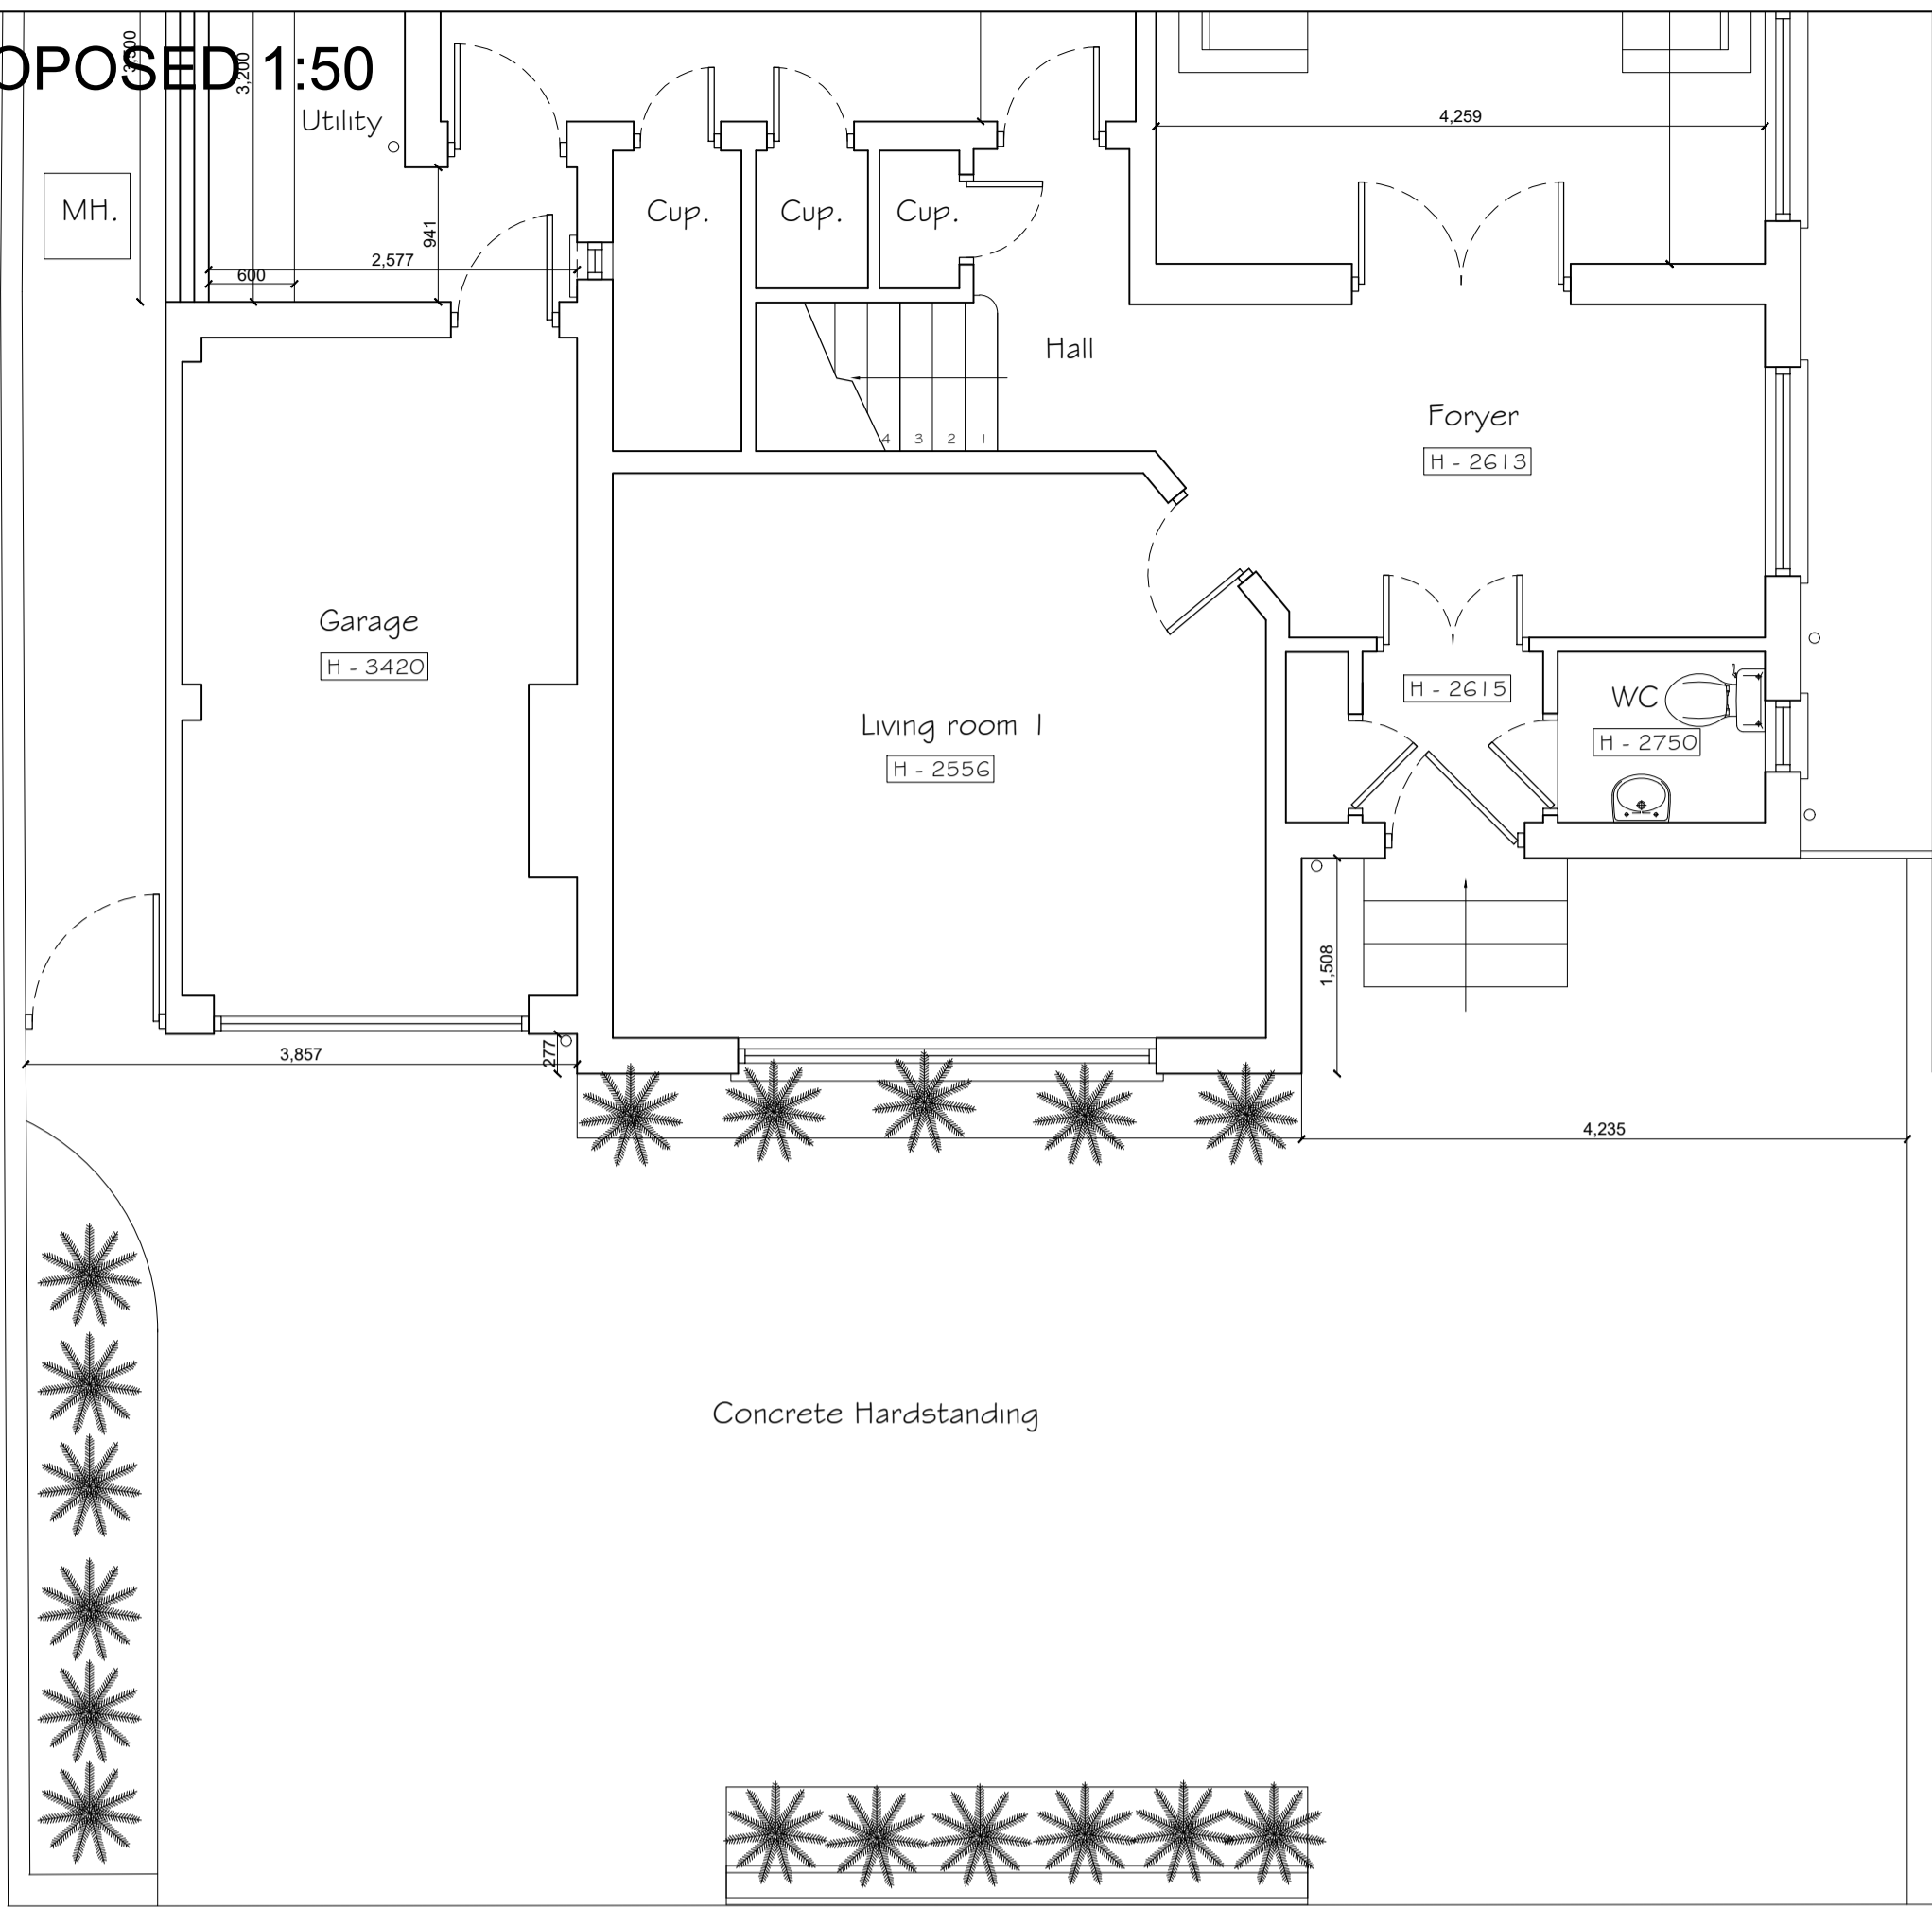 OPOSED 1:50
3,200
4,259
Utility
MH.
Cup.
Cup.
Cup.
941
2,577
600
Hall
Foryer
H - 2613
4 3 2 1
Garage
H - 3420
H - 2615
WC
H - 2750
Living room 1
H - 2556
1,508
277
3,857
4,235
Concrete Hardstanding